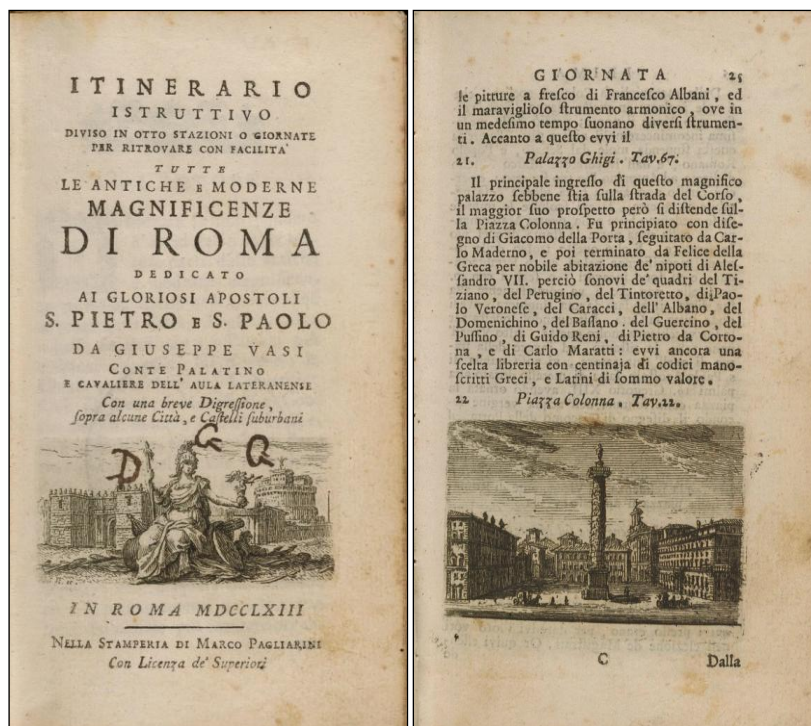 ITINERARIO
ISTRUTTIVO
DIVISO IN OTTO STAZIONI O GIORNATE
PER RITROVARE CON FACILITA'
TUTTE
LE ANTICHE E MODERNE
MAGNIFICENZE
DI ROMA
DEDICATO
AI GLORIOSI APOSTOLI
S. PIETRO E S. PAOLO
DA GIUSEPPE VASI
CONTE PALATINO
E CAVALIERE DELL' AULA LATERANENSE
Con una breve Digreſſione,
ſopra alcune Città, e Caſtelli ſuburbani
D G Q
IN ROMA MDCCLXIII
NELLA STAMPERIA DI MARCO PAGLIARINI
Con Licenza de' Superiori
GIORNATA 25
le pitture a freſco di Franceſco Albani, ed
il maraviglioſo ſtrumento armonico, ove in
un medeſimo tempo ſuonano diverſi ſtrumen-
ti. Accanto a queſto evvi il
21. Palazzo Ghigi. Tav.67.
Il principale ingreſſo di queſto magnifico
palazzo ſebbene ſtia ſulla ſtrada del Corſo,
il maggior ſuo proſpetto però ſi diſtende ſul-
la Piazza Colonna. Fu principiato con diſe-
gno di Giacomo della Porta, ſeguitato da Car-
lo Maderno, e poi terminato da Felice della
Greca per nobile abitazione de' nipoti di Aleſ-
ſandro VII. perciò ſonovi de' quadri del Ti-
ziano, del Perugino, del Tintoretto, di Pao-
lo Veroneſe, del Caracci, dell' Albano, del
Domenichino, del Baſſano. del Guercino, del
Puſſino, di Guido Reni, di Pietro da Corto-
na, e di Carlo Maratti: evvi ancora una
ſcelta libreria con centinaja di codici mano-
ſcritti Greci, e Latini di ſommo valore.
22 Piazza Colonna. Tav.22.
C Dalla